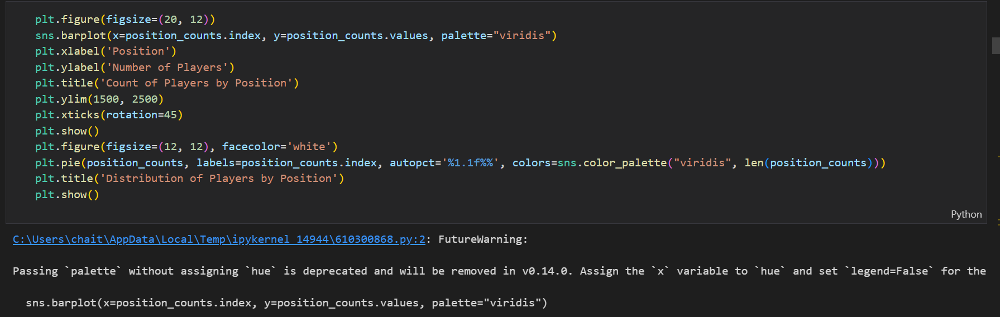 plt.figure(figsize=(20, 12))
sns.barplot(x=position_counts.index, y=position_counts.values, palette="viridis")
plt.xlabel('Position')
plt.ylabel('Number of Players')
plt.title('Count of Players by Position')
plt.ylim(1500, 2500)
plt.xticks(rotation=45)
plt.show()
plt.figure(figsize=(12, 12), facecolor='white')
plt.pie(position_counts, labels=position_counts.index, autopct='%1.1f%%', colors=sns.color_palette("viridis", len(position_counts)))
plt.title('Distribution of Players by Position')
plt.show()
Python
C:\Users\chait\AppData\Local\Temp\ipykernel_14944\610300868.py:2: FutureWarning:
Passing `palette` without assigning `hue` is deprecated and will be removed in v0.14.0. Assign the `x` variable to `hue` and set `legend=False` for the
sns.barplot(x=position_counts.index, y=position_counts.values, palette="viridis")